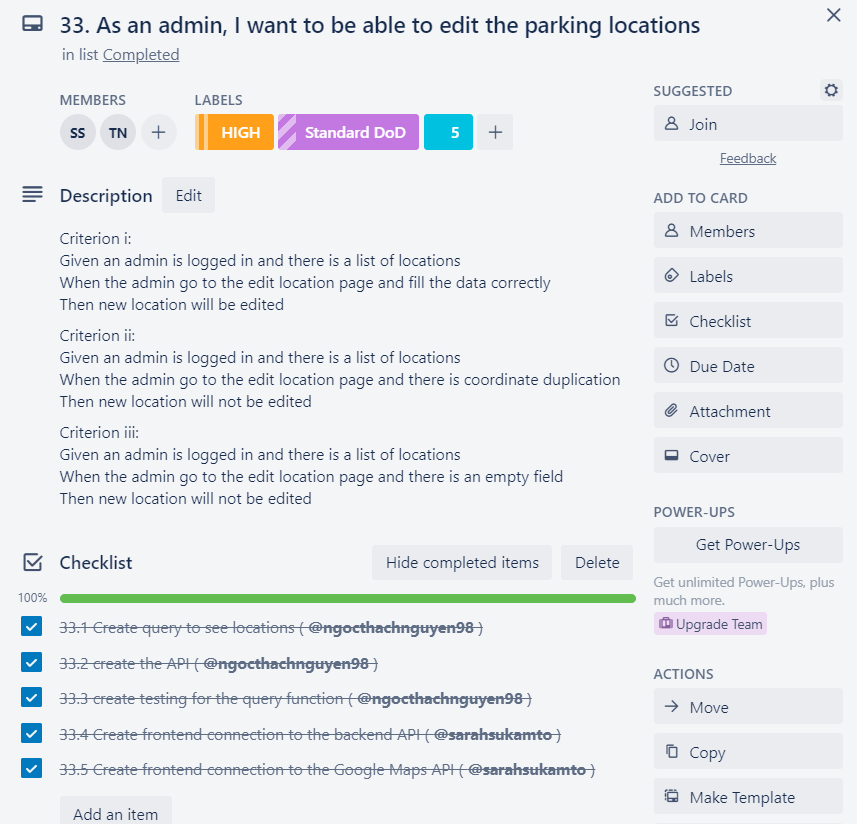 33. As an admin, I want to be able to edit the parking locations
in list Completed
MEMBERS
LABELS
SS
TN
HIGH
Standard DoD
5
Description
Edit
Criterion i:
Given an admin is logged in and there is a list of locations
When the admin go to the edit location page and fill the data correctly
Then new location will be edited
Criterion ii:
Given an admin is logged in and there is a list of locations
When the admin go to the edit location page and there is coordinate duplication
Then new location will not be edited
Criterion iii:
Given an admin is logged in and there is a list of locations
When the admin go to the edit location page and there is an empty field
Then new location will not be edited
Checklist
Hide completed items
Delete
100%
33.1 Create query to see locations ( @ngocthachnguyen98 )
33.2 create the API ( @ngocthachnguyen98 )
33.3 create testing for the query function ( @ngocthachnguyen98 )
33.4 Create frontend connection to the backend API ( @sarahsukamto )
33.5 Create frontend connection to the Google Maps API ( @sarahsukamto )
Add an item
SUGGESTED
Join
Feedback
ADD TO CARD
Members
Labels
Checklist
Due Date
Attachment
Cover
POWER-UPS
Get Power-Ups
Get unlimited Power-Ups, plus
much more.
Upgrade Team
ACTIONS
Move
Copy
Make Template